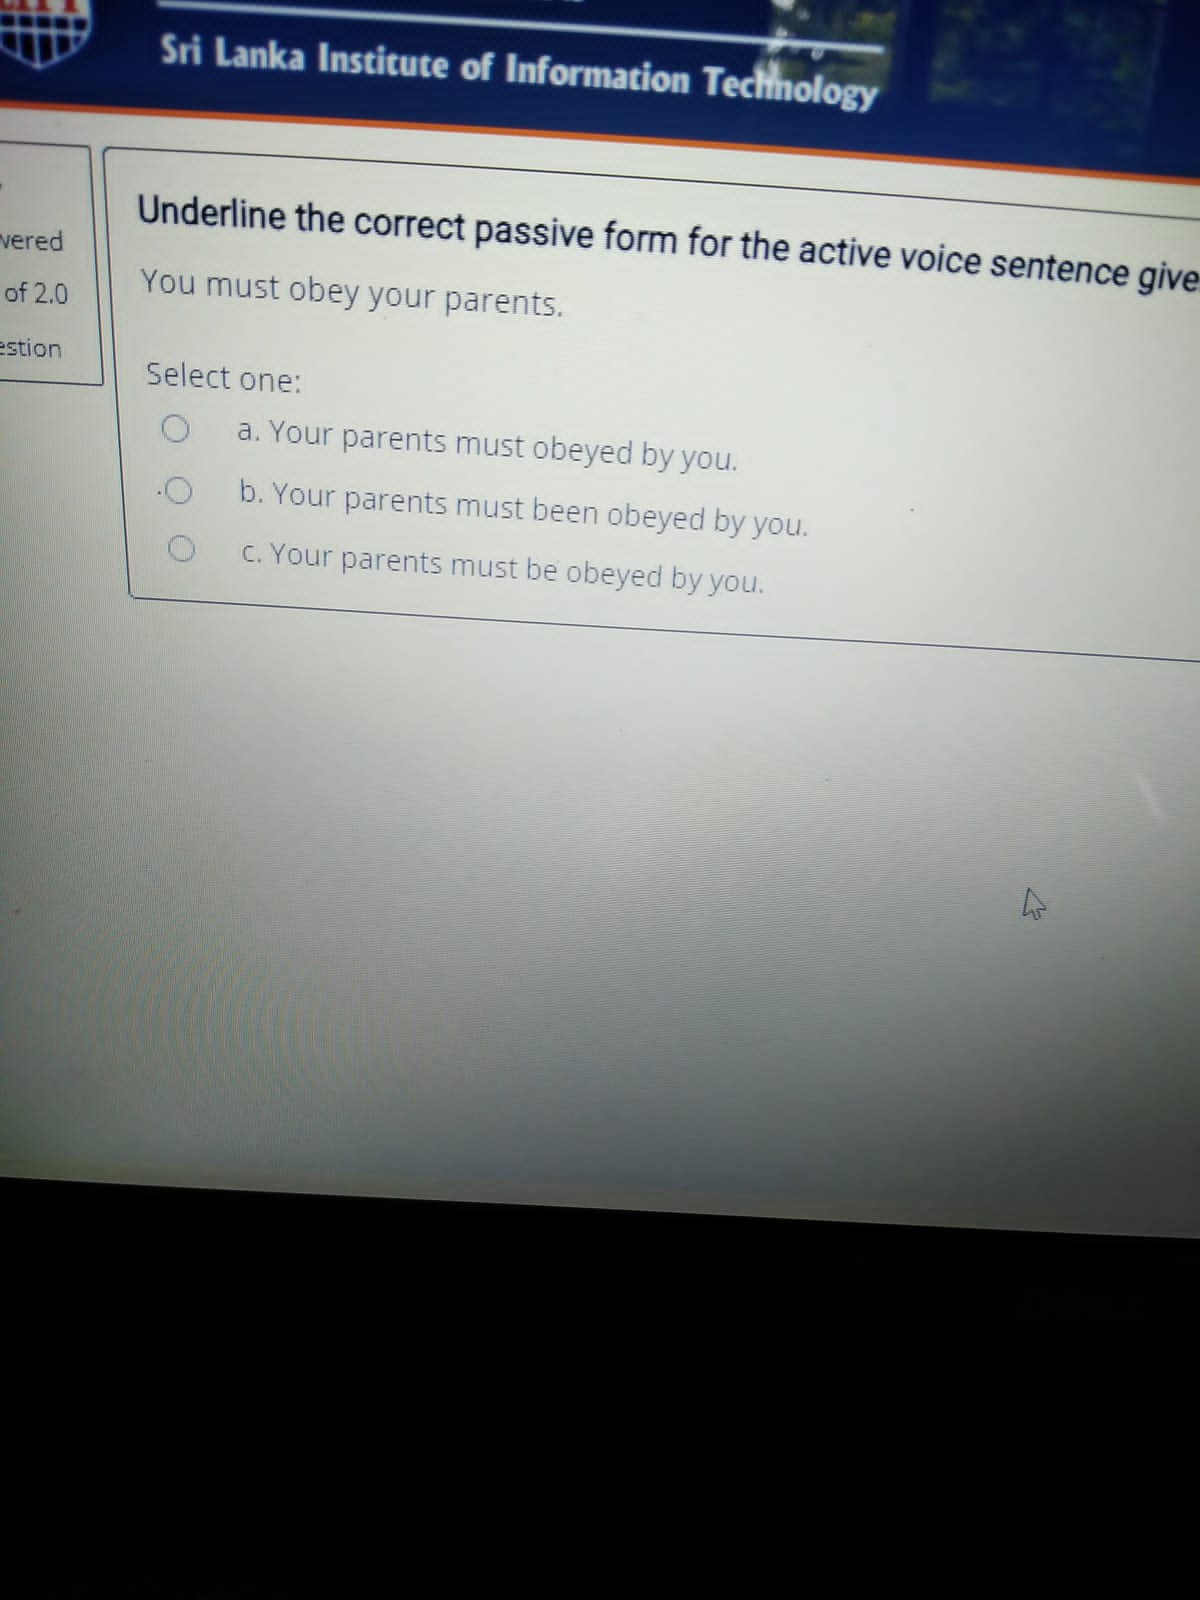 Sri Lanka Institute of Information Technology
vered
of 2.0
estion
Underline the correct passive form for the active voice sentence give
You must obey your parents.
Select one:
a. Your parents must obeyed by you.
b. Your parents must been obeyed by you.
c. Your parents must be obeyed by you.